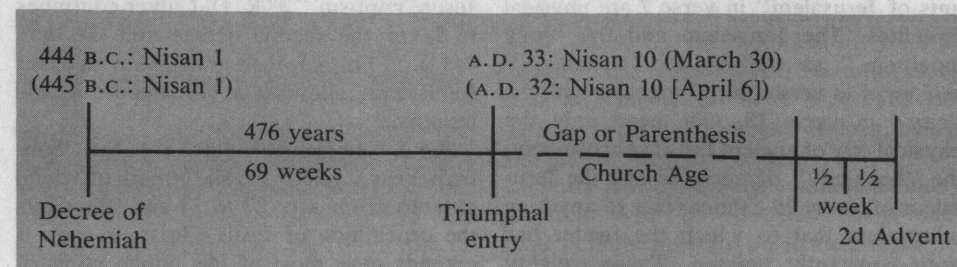 444 B.C.: Nisan 1
(445 B.C.: Nisan 1)
A.D. 33: Nisan 10 (March 30)
(A.D. 32: Nisan 10 [April 6])
476 years
69 weeks
Gap or Parenthesis
Church Age
½ ½
week
Decree of
Nehemiah
Triumphal
entry
2d Advent